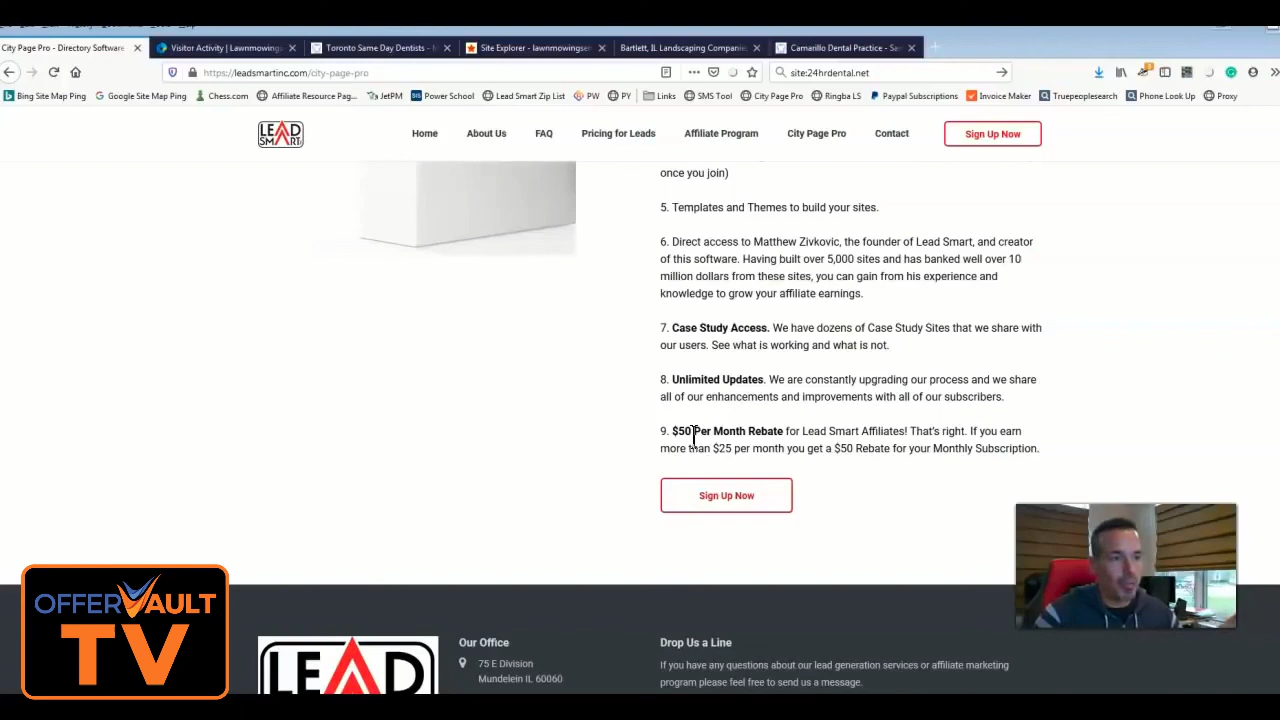 City Page Pro - Directory Software
Visitor Activity | Lawnmowing
Toronto Same Day Dentists -
Site Explorer - lawnmowingse
Bartlett, IL Landscaping Companie
Camarillo Dental Practice - Sa
https://leadsmartinc.com/city-page-pro
site:24hrdental.net
Bing Site Map Ping
Google Site Map Ping
Chess.com
Affiliate Resource Pag...
JetPM
Power School
Lead Smart Zip List
PW
PY
Links
SMS Tool
City Page Pro
Ringba LS
Paypal Subscriptions
Invoice Maker
Truepeoplesearch
Phone Look Up
Proxy
LEAD
SMART
Home
About Us
FAQ
Pricing for Leads
Affiliate Program
City Page Pro
Contact
Sign Up Now
once you join)
5. Templates and Themes to build your sites.
6. Direct access to Matthew Zivkovic, the founder of Lead Smart, and creator
of this software. Having built over 5,000 sites and has banked well over 10
million dollars from these sites, you can gain from his experience and
knowledge to grow your affiliate earnings.
7. Case Study Access. We have dozens of Case Study Sites that we share with
our users. See what is working and what is not.
8. Unlimited Updates. We are constantly upgrading our process and we share
all of our enhancements and improvements with all of our subscribers.
9. $50 Per Month Rebate for Lead Smart Affiliates! That's right. If you earn
more than $25 per month you get a $50 Rebate for your Monthly Subscription.
Sign Up Now
OFFERVAULT
TV
LEAD
Our Office
75 E Division
Mundelein IL 60060
Drop Us a Line
If you have any questions about our lead generation services or affiliate marketing
program please feel free to send us a message.